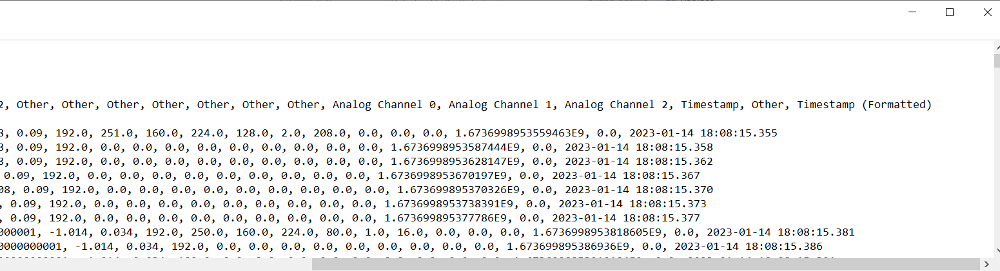 2, Other, Other, Other, Other, Other, Other, Other, Analog Channel 0, Analog Channel 1, Analog Channel 2, Timestamp, Other, Timestamp (Formatted)
8, 0.09, 192.0, 251.0, 160.0, 224.0, 128.0, 2.0, 208.0, 0.0, 0.0, 0.0, 1.6736998953559463E9, 0.0, 2023-01-14 18:08:15.355
8, 0.09, 192.0, 0.0, 0.0, 0.0, 0.0, 0.0, 0.0, 0.0, 0.0, 0.0, 1.6736998953587444E9, 0.0, 2023-01-14 18:08:15.358
8, 0.09, 192.0, 0.0, 0.0, 0.0, 0.0, 0.0, 0.0, 0.0, 0.0, 0.0, 1.6736998953628147E9, 0.0, 2023-01-14 18:08:15.362
0.09, 192.0, 0.0, 0.0, 0.0, 0.0, 0.0, 0.0, 0.0, 0.0, 0.0, 1.6736998953670197E9, 0.0, 2023-01-14 18:08:15.367
08, 0.09, 192.0, 0.0, 0.0, 0.0, 0.0, 0.0, 0.0, 0.0, 0.0, 0.0, 1.673699895370326E9, 0.0, 2023-01-14 18:08:15.370
, 0.09, 192.0, 0.0, 0.0, 0.0, 0.0, 0.0, 0.0, 0.0, 0.0, 0.0, 1.6736998953738391E9, 0.0, 2023-01-14 18:08:15.373
, 0.09, 192.0, 0.0, 0.0, 0.0, 0.0, 0.0, 0.0, 0.0, 0.0, 0.0, 1.673699895377786E9, 0.0, 2023-01-14 18:08:15.377
000001, -1.014, 0.034, 192.0, 250.0, 160.0, 224.0, 80.0, 1.0, 16.0, 0.0, 0.0, 0.0, 1.6736998953818605E9, 0.0, 2023-01-14 18:08:15.381
0000000001, -1.014, 0.034, 192.0, 0.0, 0.0, 0.0, 0.0, 0.0, 0.0, 0.0, 0.0, 0.0, 1.673699895386936E9, 0.0, 2023-01-14 18:08:15.386